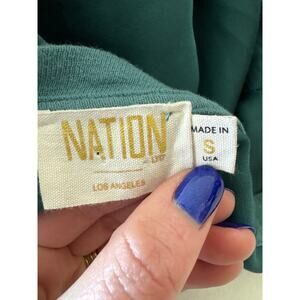 NATION
LTD
LOS ANGELES
MADE IN
S
USA